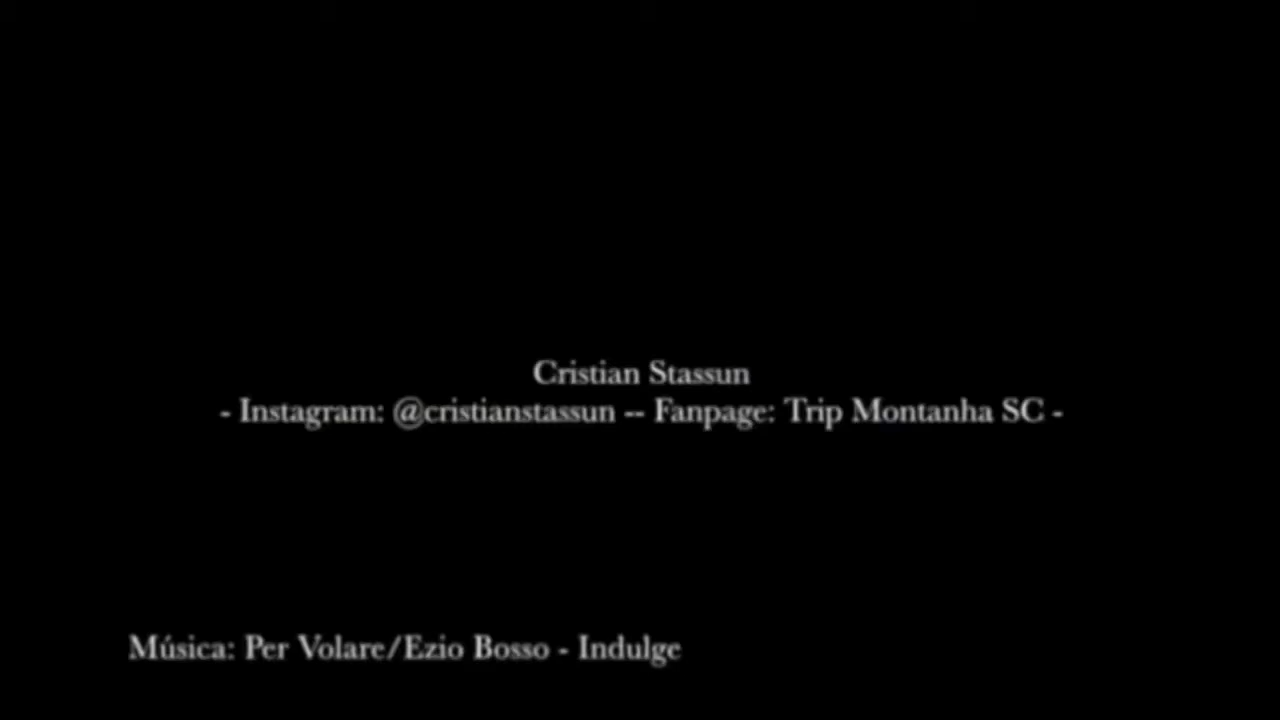 Cristian Stassun
- Instagram: @cristianstassun -- Fanpage: Trip Montanha SC -
Música: Per Volare/Ezio Bosso - Indulge